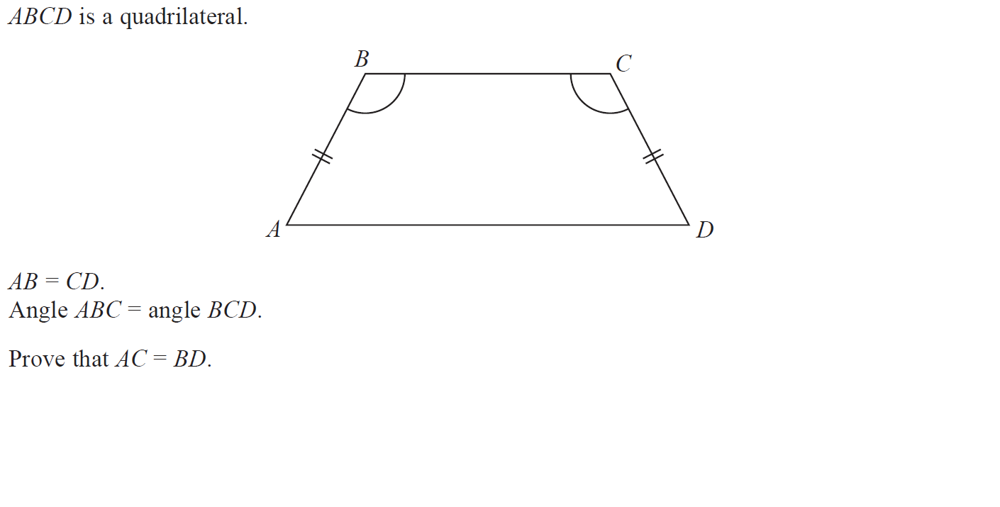 ABCD is a quadrilateral.
B
C
A
D
AB = CD.
Angle ABC = angle BCD.
Prove that AC = BD.